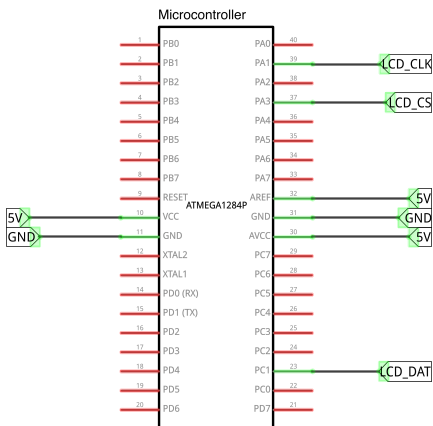 Microcontroller
1 PB0 PA0 40
2 PB1 PA1 39 LCD_CLK
3 PB2 PA2 38
4 PB3 PA3 37 LCD_CS
5 PB4 PA4 36
6 PB5 PA5 35
7 PB6 PA6 34
8 PB7 PA7 33
9 RESET AREF 32 5V
ATMEGA1284P
5V 10 VCC GND 31 GND
GND 11 GND AVCC 30 5V
12 XTAL2 PC7 29
13 XTAL1 PC6 28
14 PD0 (RX) PC5 27
15 PD1 (TX) PC4 26
16 PD2 PC3 25
17 PD3 PC2 24
18 PD4 PC1 23 LCD_DAT
19 PD5 PC0 22
20 PD6 PD7 21